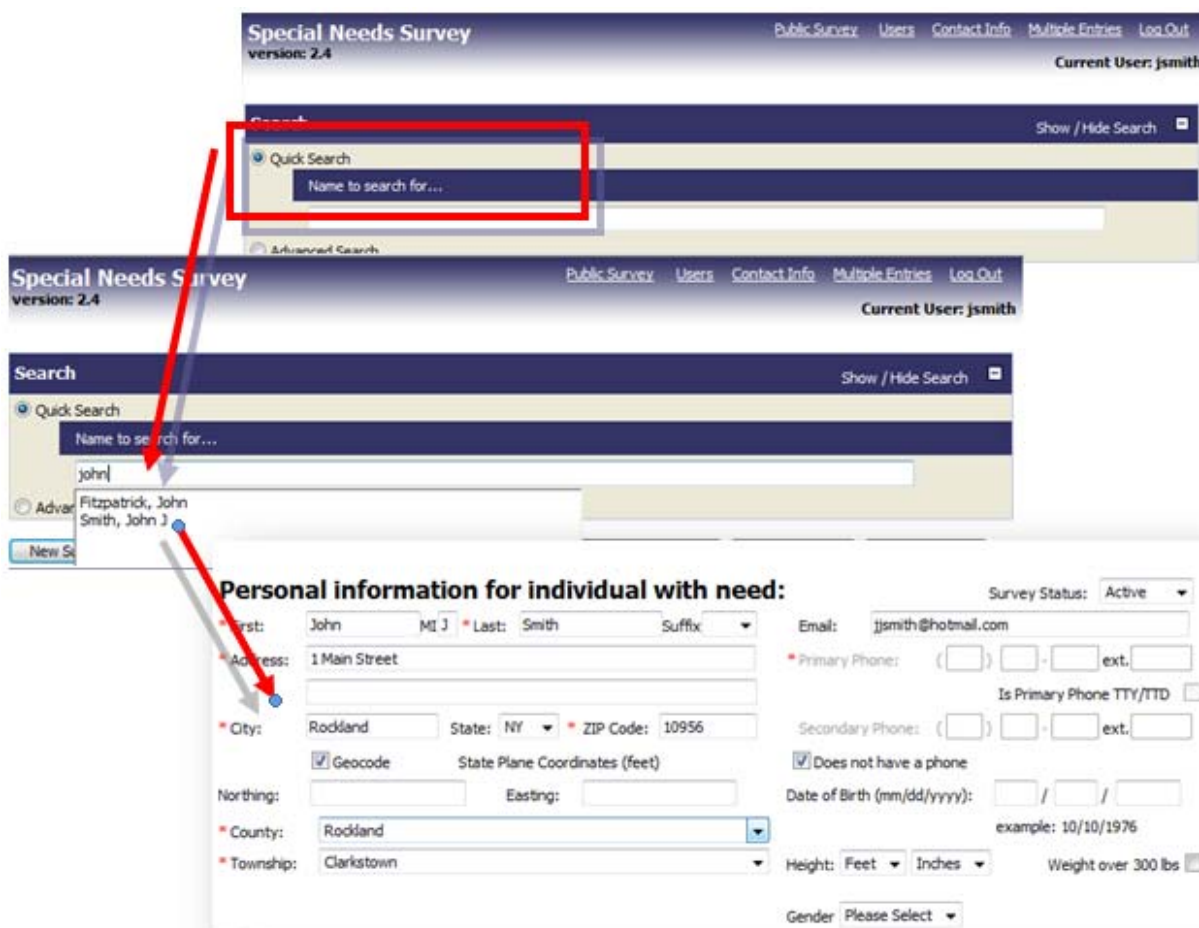 Special Needs Survey
version: 2.4
Public Survey Users Contact Info Multiple Entries Log Out
Current User: jsmith
Search
Show / Hide Search
Quick Search
Name to search for...
Advanced Search
Special Needs Survey
version: 2.4
Public Survey Users Contact Info Multiple Entries Log Out
Current User: jsmith
Search
Show / Hide Search
Quick Search
Name to search for...
john
Fitzpatrick, John
Smith, John J
Personal information for individual with need:
Survey Status: Active
* First: John MI J * Last: Smith Suffix
Email: jjsmith@hotmail.com
* Address: 1 Main Street
* Primary Phone: ( ) - ext.
Is Primary Phone TTY/TTD
* City: Rockland State: NY * ZIP Code: 10956
Secondary Phone: ( ) - ext.
Geocode State Plane Coordinates (feet)
Does not have a phone
Northing: Easting:
Date of Birth (mm/dd/yyyy): / /
example: 10/10/1976
* County: Rockland
* Township: Clarkstown
Height: Feet Inches Weight over 300 lbs
Gender Please Select